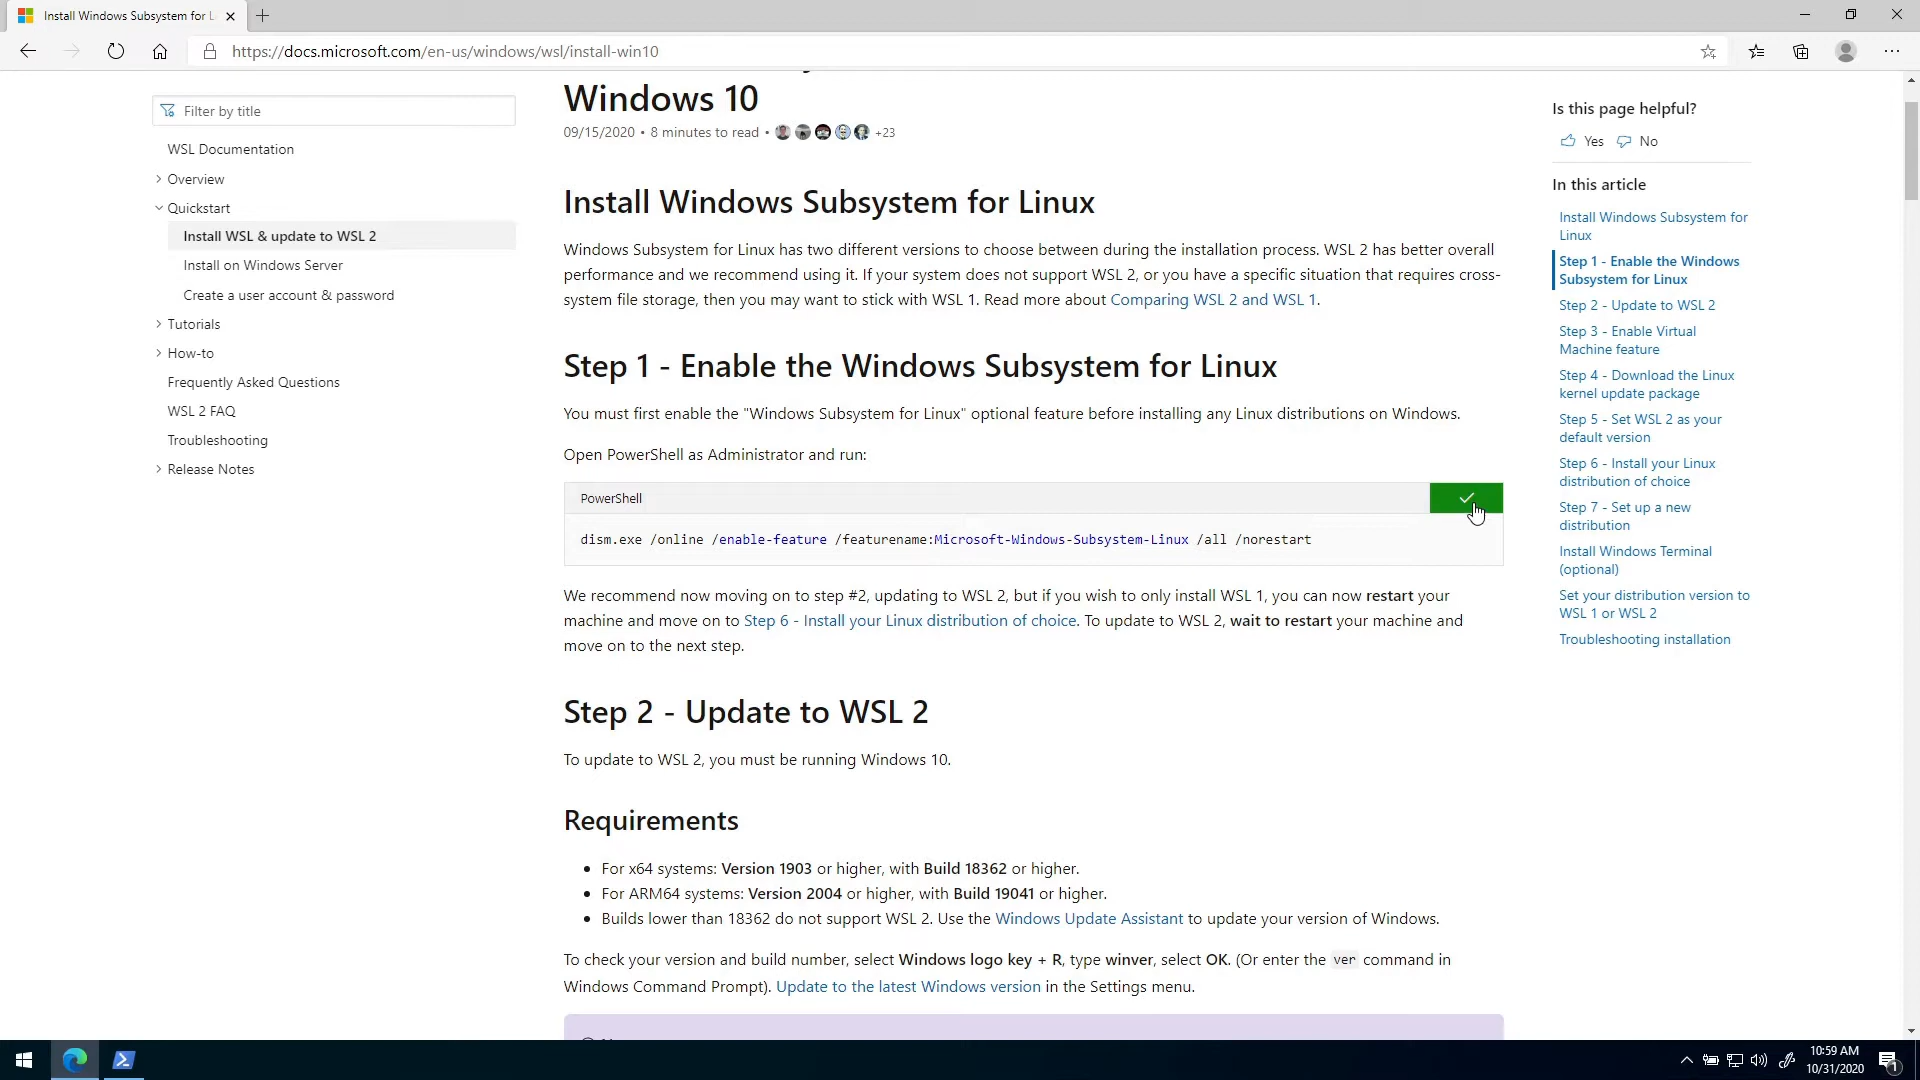 Install Windows Subsystem for L
https://docs.microsoft.com/en-us/windows/wsl/install-win10
Filter by title
WSL Documentation
Overview
Quickstart
Install WSL & update to WSL 2
Install on Windows Server
Create a user account & password
Tutorials
How-to
Frequently Asked Questions
WSL 2 FAQ
Troubleshooting
Release Notes
Windows 10
09/15/2020 • 8 minutes to read • +23
Install Windows Subsystem for Linux
Windows Subsystem for Linux has two different versions to choose between during the installation process. WSL 2 has better overall
performance and we recommend using it. If your system does not support WSL 2, or you have a specific situation that requires cross-
system file storage, then you may want to stick with WSL 1. Read more about Comparing WSL 2 and WSL 1.
Step 1 - Enable the Windows Subsystem for Linux
You must first enable the "Windows Subsystem for Linux" optional feature before installing any Linux distributions on Windows.
Open PowerShell as Administrator and run:
PowerShell
dism.exe /online /enable-feature /featurename:Microsoft-Windows-Subsystem-Linux /all /norestart
We recommend now moving on to step #2, updating to WSL 2, but if you wish to only install WSL 1, you can now restart your
machine and move on to Step 6 - Install your Linux distribution of choice. To update to WSL 2, wait to restart your machine and
move on to the next step.
Step 2 - Update to WSL 2
To update to WSL 2, you must be running Windows 10.
Requirements
• For x64 systems: Version 1903 or higher, with Build 18362 or higher.
• For ARM64 systems: Version 2004 or higher, with Build 19041 or higher.
• Builds lower than 18362 do not support WSL 2. Use the Windows Update Assistant to update your version of Windows.
To check your version and build number, select Windows logo key + R, type winver, select OK. (Or enter the ver command in
Windows Command Prompt). Update to the latest Windows version in the Settings menu.
Is this page helpful?
Yes No
In this article
Install Windows Subsystem for
Linux
Step 1 - Enable the Windows
Subsystem for Linux
Step 2 - Update to WSL 2
Step 3 - Enable Virtual
Machine feature
Step 4 - Download the Linux
kernel update package
Step 5 - Set WSL 2 as your
default version
Step 6 - Install your Linux
distribution of choice
Step 7 - Set up a new
distribution
Install Windows Terminal
(optional)
Set your distribution version to
WSL 1 or WSL 2
Troubleshooting installation
10:59 AM
10/31/2020
1